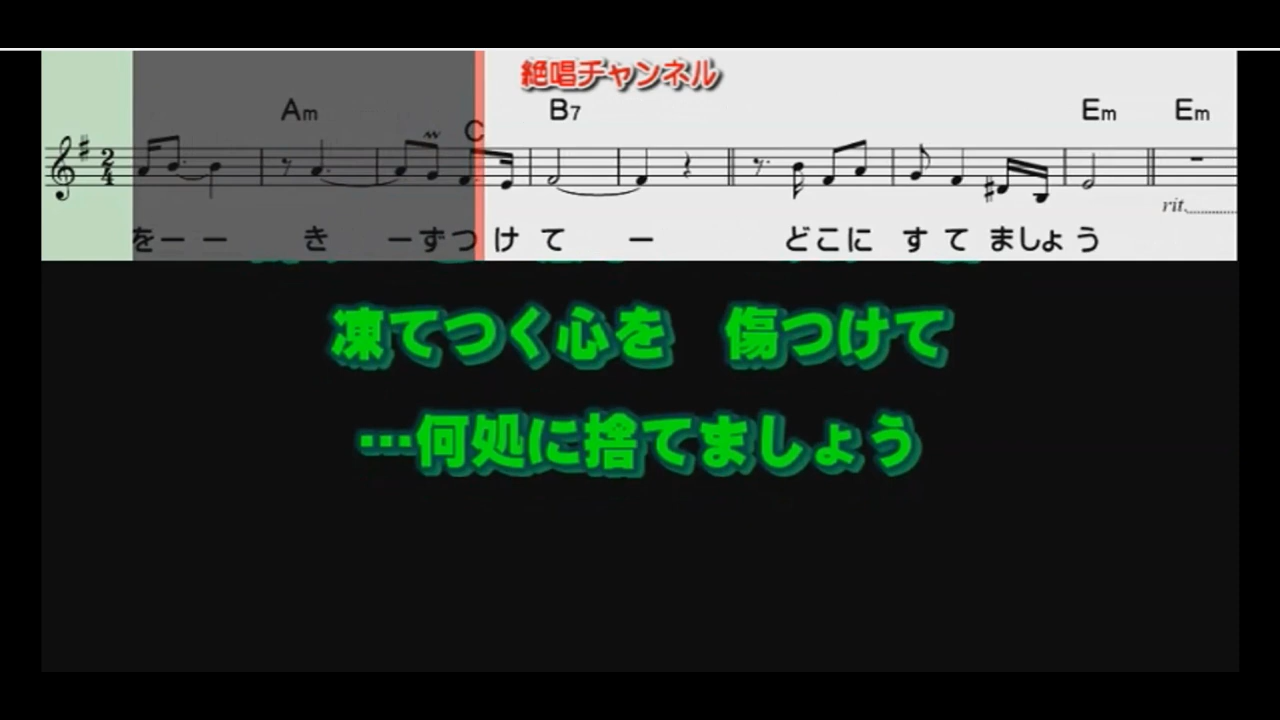 絶唱チャンネル
Am C B7 Em Em
2
4
rit.
をーー き ーずつ けて ー どこに すて ましょう
凍てつく心を 傷つけて
…何処に捨てましょう